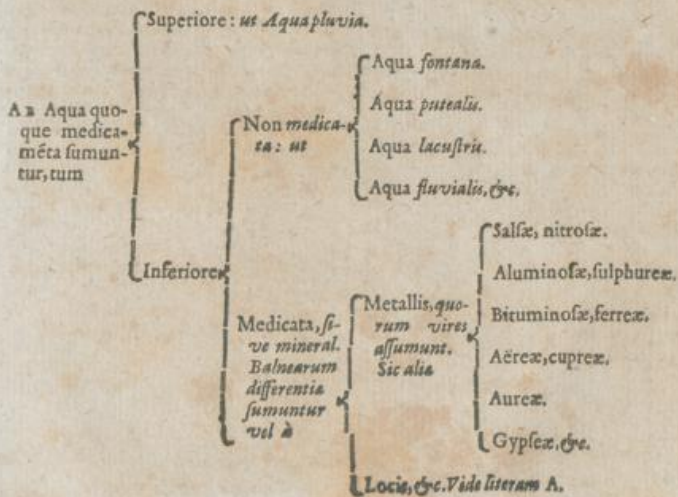 Superiore: ut Aqua pluvia.
AB Aqua quo-
que medica-
mẽta sumun-
tur, tum
Inferiore
Non medica-
ta: ut
Aqua fontana.
Aqua putealis.
Aqua lacustris.
Aqua fluvialis, &c.
Medicata, si-
ve mineral.
Balnearum
differentia
sumuntur
vel à
Metallis, quo-
rum vires
assumunt.
Sic alia
Salsæ, nitrosæ.
Aluminosæ, sulphureæ.
Bituminosæ, ferreæ.
Aëreæ, cupreæ.
Aureæ.
Gypseæ, &c.
Locis, &c. Vide literam A.